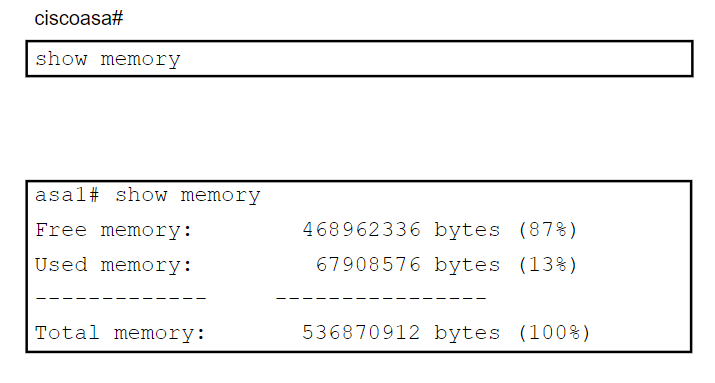 ciscoasa#
show memory
asa1# show memory
Free memory:        468962336 bytes (87%)
Used memory:         67908576 bytes (13%)
-------------     ----------------
Total memory:       536870912 bytes (100%)